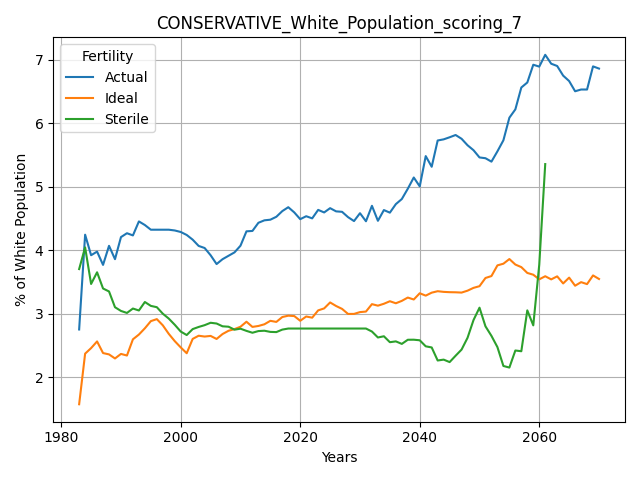 CONSERVATIVE_White_Population_scoring_7
Fertility
Actual
Ideal
Sterile
% of White Population
7
6
5
4
3
2
1980
2000
2020
2040
2060
Years